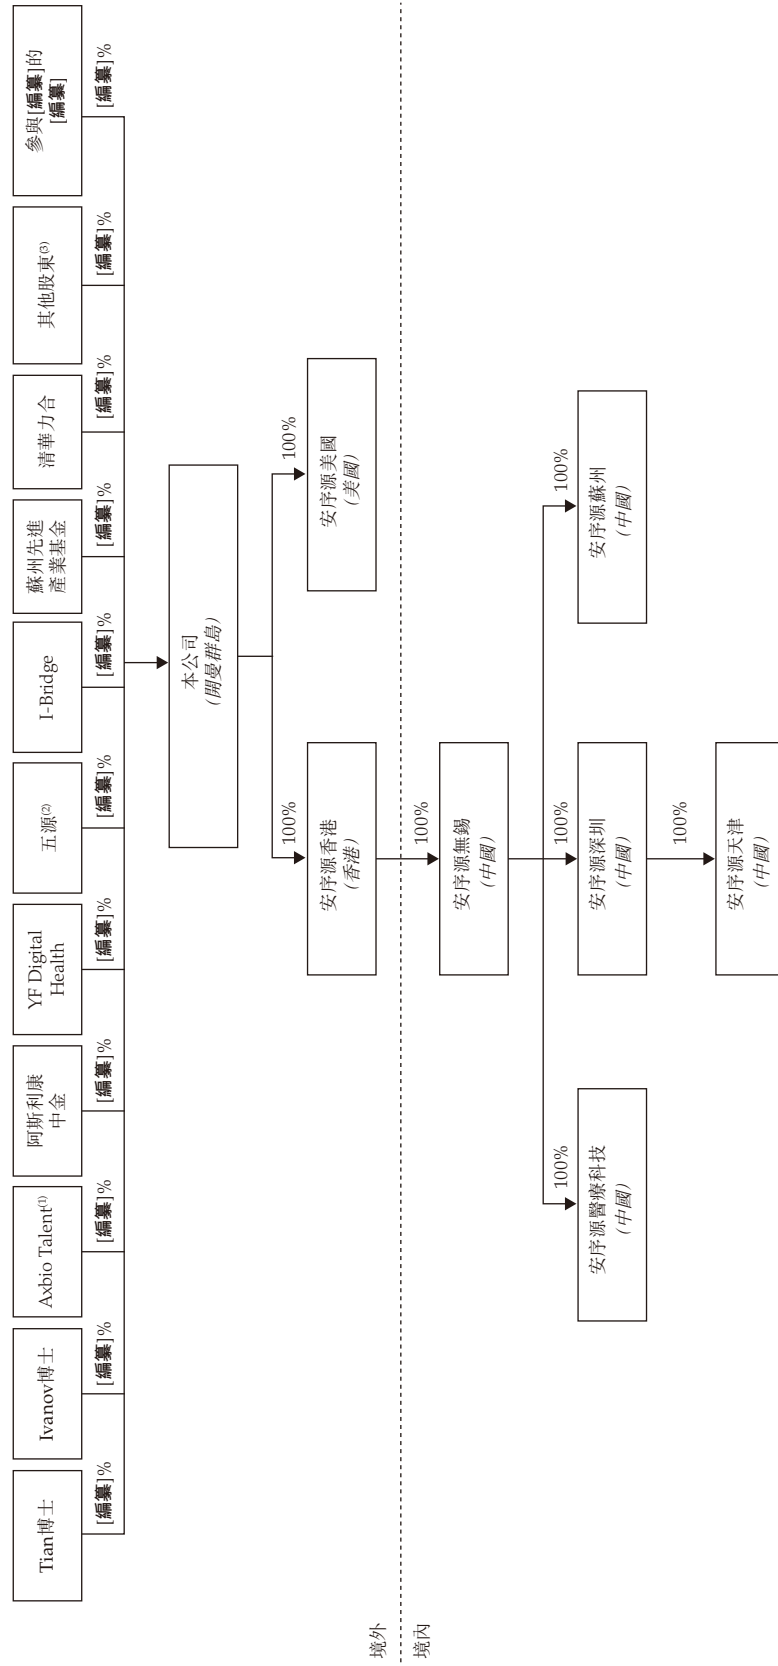 Tian博士
Ivanov博士
Axbio Talent(1)
阿斯利康
中金
YF Digital
Health
五源(2)
I-Bridge
蘇州先進
產業基金
清華力合
其他股東(3)
參與[編纂]的
[編纂]
[編纂]%
[編纂]%
[編纂]%
[編纂]%
[編纂]%
[編纂]%
[編纂]%
[編纂]%
[編纂]%
[編纂]%
[編纂]%
本公司
(開曼群島)
100%
100%
安序源香港
(香港)
安序源美國
(美國)
境外
境內
100%
安序源無錫
(中國)
100%
100%
100%
安序源醫療科技
(中國)
安序源深圳
(中國)
安序源蘇州
(中國)
100%
安序源天津
(中國)